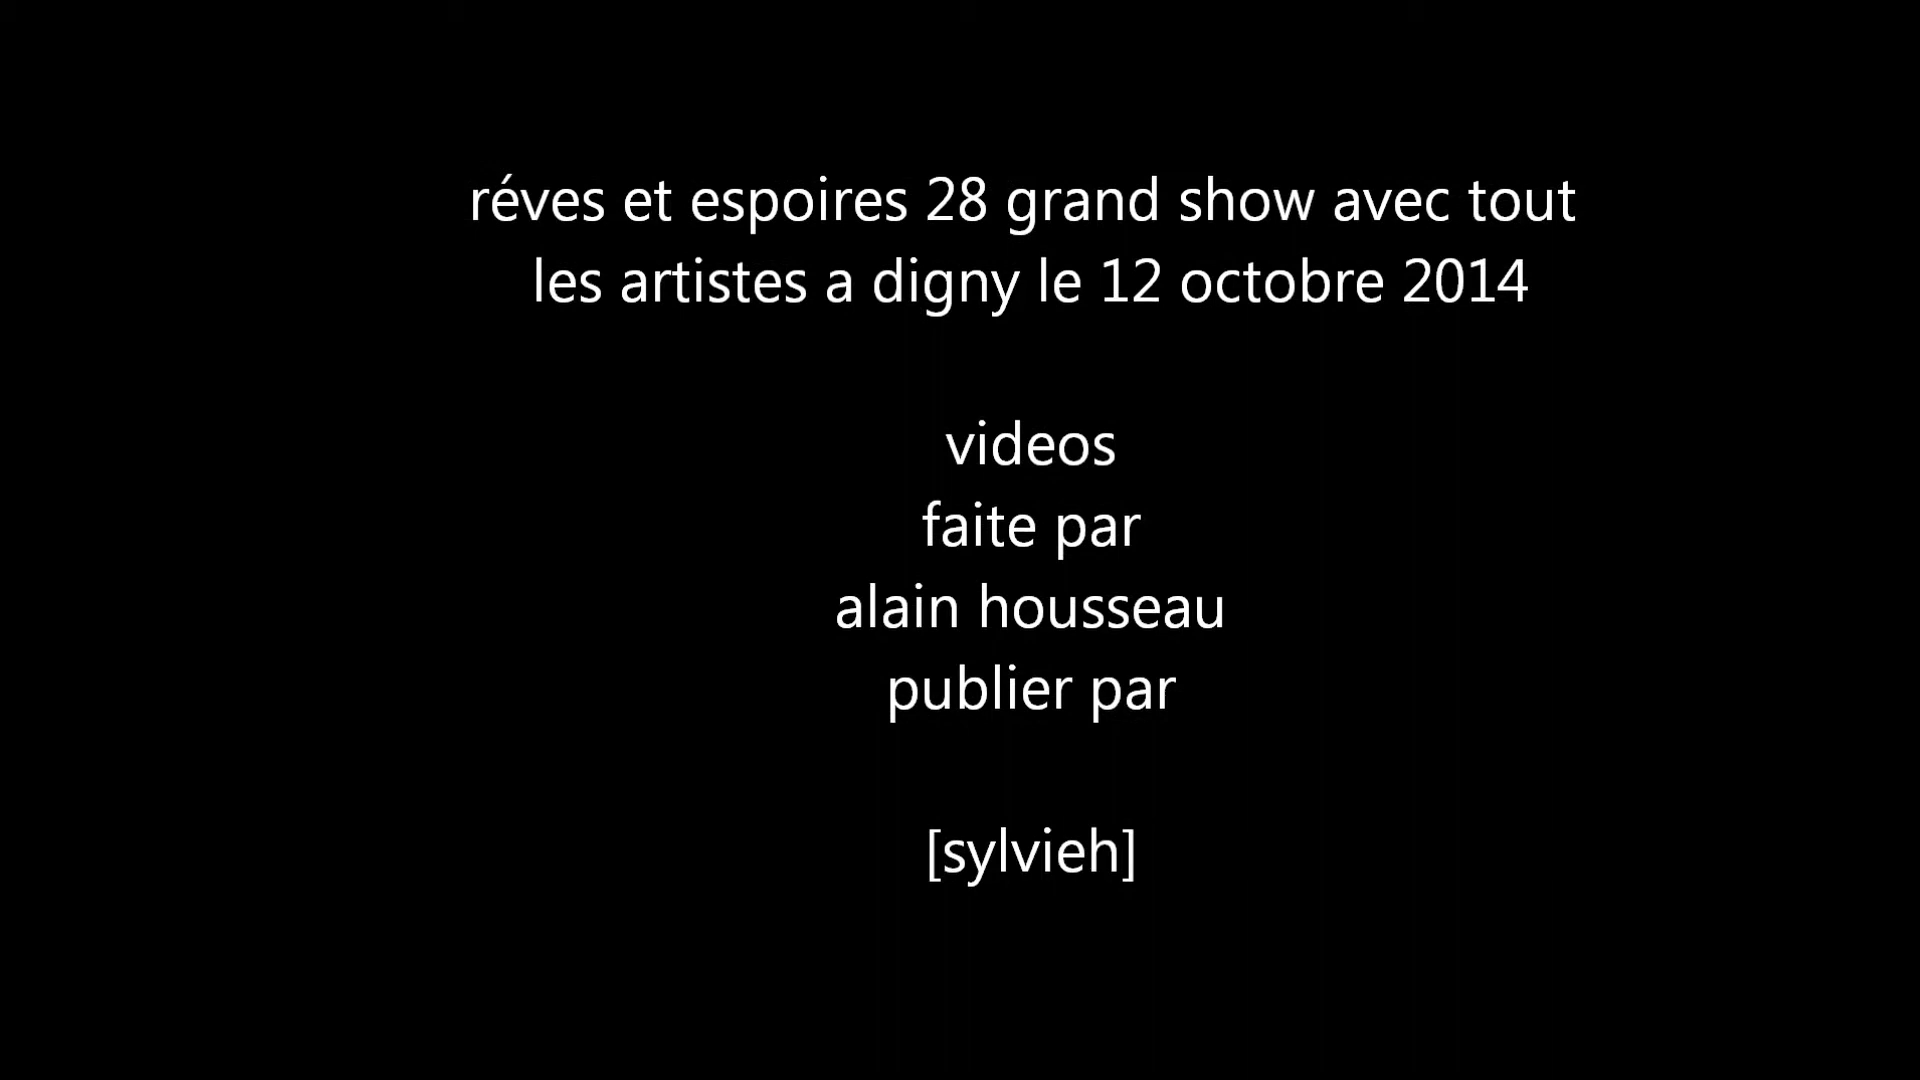 réves et espoires 28 grand show avec tout
les artistes a digny le 12 octobre 2014
videos
faite par
alain housseau
publier par
[sylvieh]